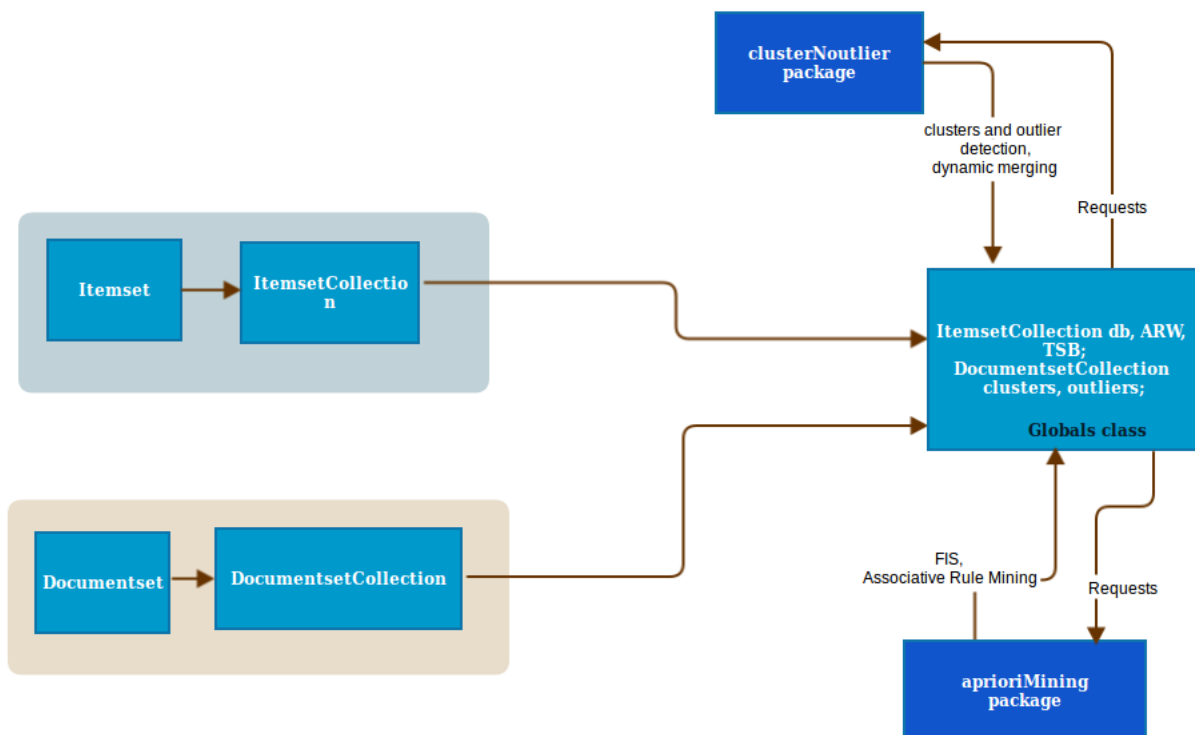 clusterNoutlier
package
clusters and outlier
detection,
dynamic merging
Requests
Itemset
ItemsetCollectio
n
ItemsetCollection db, ARW,
TSB;
DocumentsetCollection
clusters, outliers;
Globals class
Documentset
DocumentsetCollection
FIS,
Associative Rule Mining
Requests
aprioriMining
package